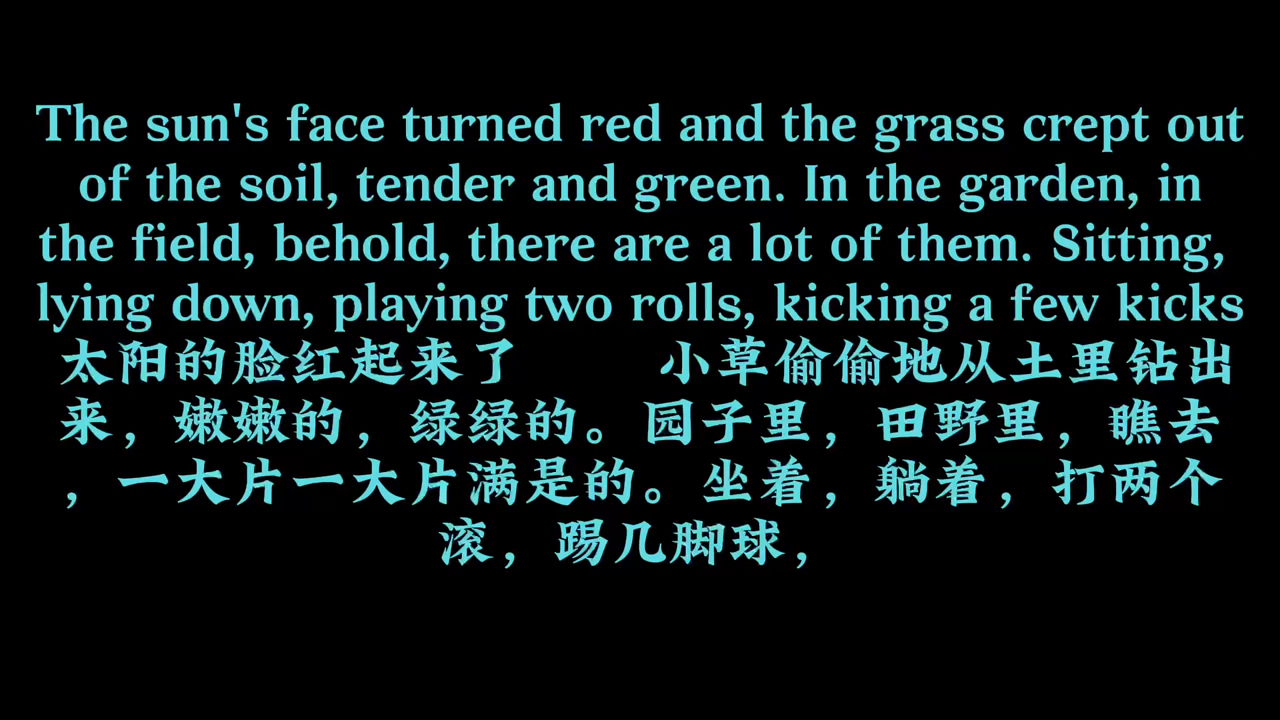 The sun's face turned red and the grass crept out
of the soil, tender and green. In the garden, in
the field, behold, there are a lot of them. Sitting,
lying down, playing two rolls, kicking a few kicks
太阳的脸红起来了 小草偷偷地从土里钻出
来，嫩嫩的，绿绿的。园子里，田野里，瞧去
，一大片一大片满是的。坐着，躺着，打两个
滚，踢几脚球，